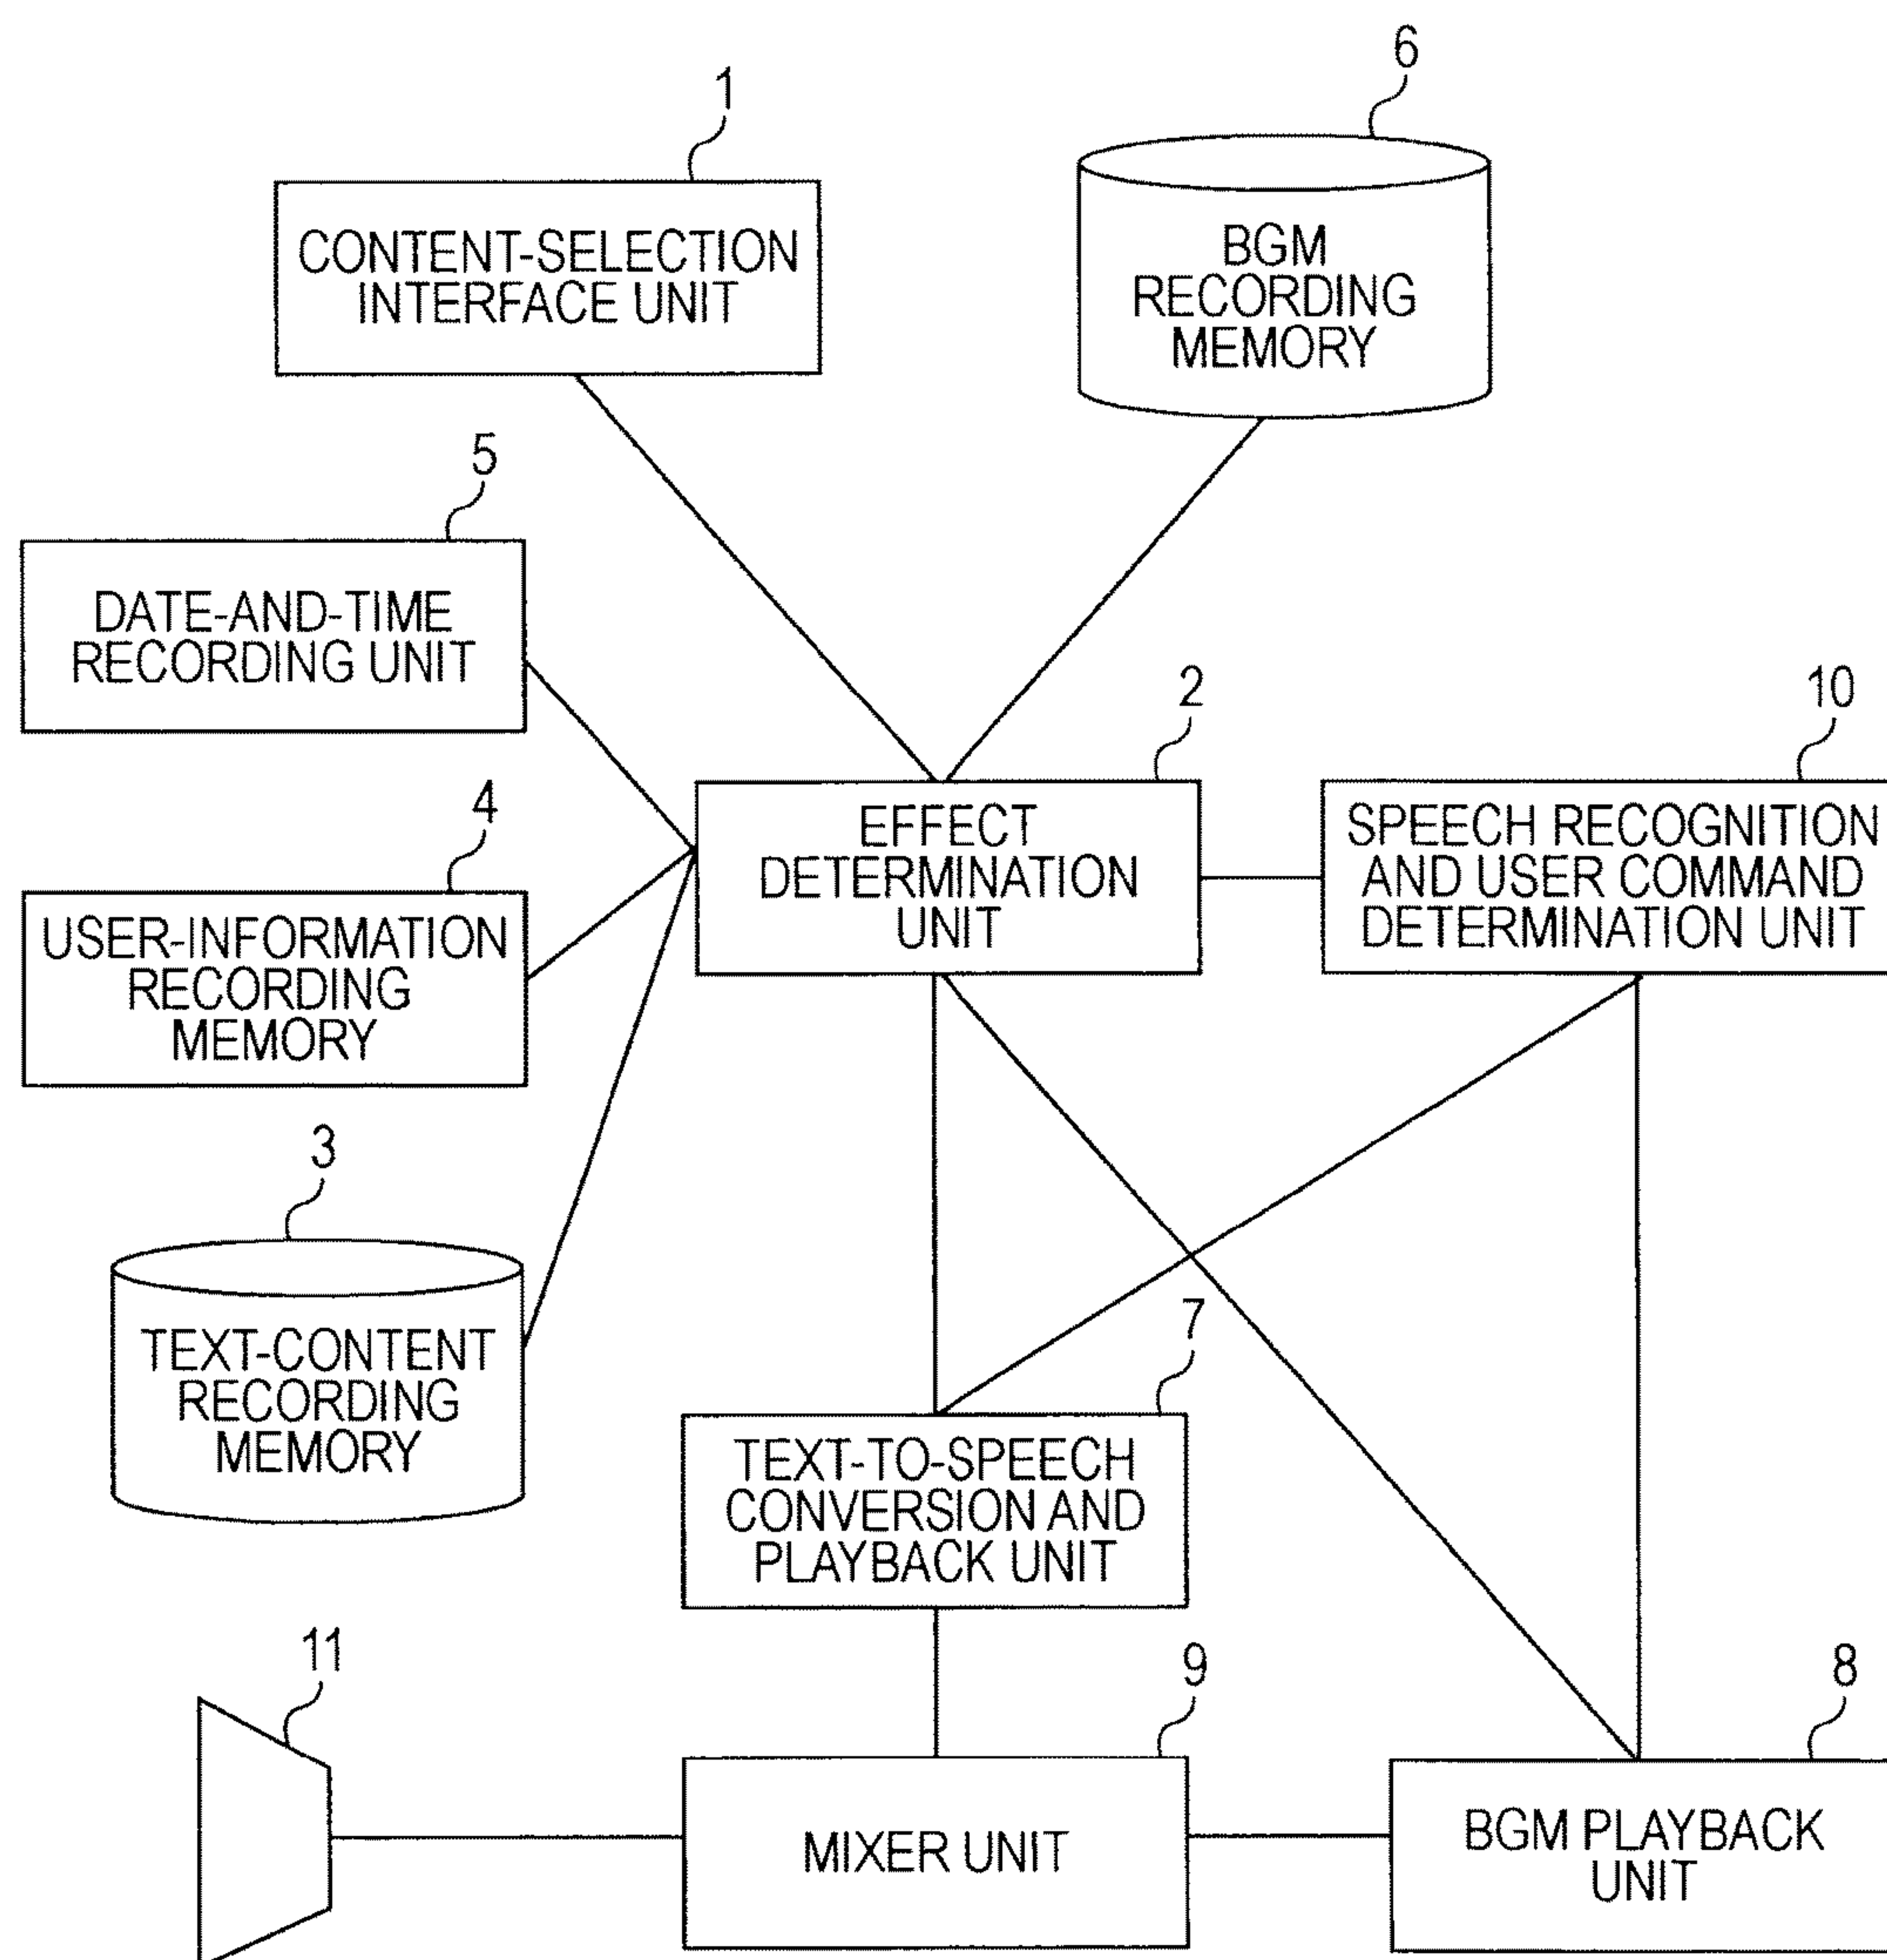 6
1
CONTENT-SELECTION
INTERFACE UNIT
BGM
RECORDING
MEMORY
5
DATE-AND-TIME
RECORDING UNIT
2
10
4
EFFECT
DETERMINATION
UNIT
SPEECH RECOGNITION
AND USER COMMAND
DETERMINATION UNIT
USER-INFORMATION
RECORDING
MEMORY
3
TEXT-CONTENT
RECORDING
MEMORY
7
TEXT-TO-SPEECH
CONVERSION AND
PLAYBACK UNIT
11
9
8
MIXER UNIT
BGM PLAYBACK
UNIT